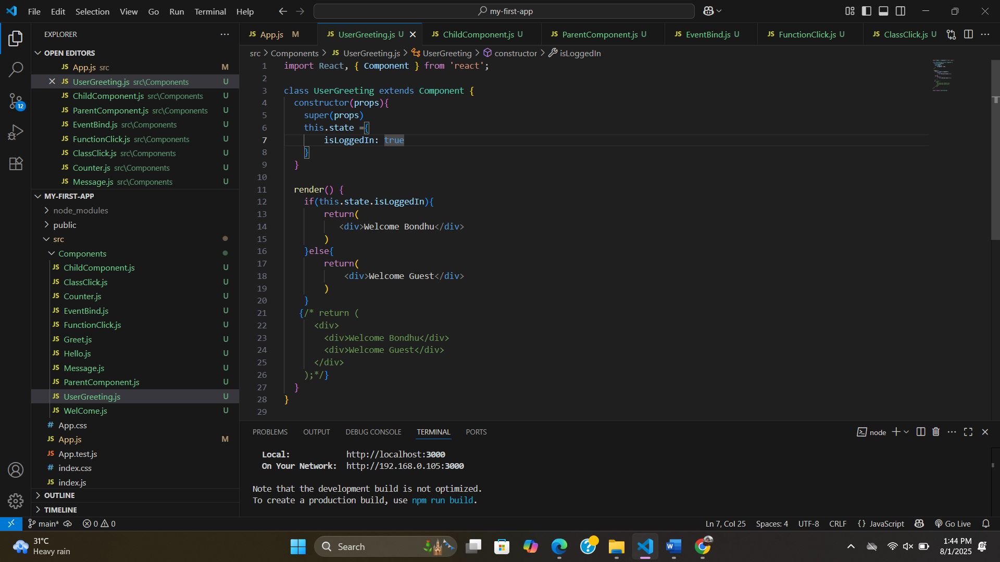 File Edit Selection View Go Run Terminal Help
my-first-app
EXPLORER
OPEN EDITORS
JS App.js src M
JS UserGreeting.js src\Components U
JS ChildComponent.js src\Components U
JS ParentComponent.js src\Components U
JS EventBind.js src\Components U
JS FunctionClick.js src\Components U
JS ClassClick.js src\Components U
JS Counter.js src\Components U
JS Message.js src\Components U
12
MY-FIRST-APP
node_modules
public
src
Components
JS ChildComponent.js U
JS ClassClick.js U
JS Counter.js U
JS EventBind.js U
JS FunctionClick.js U
JS Greet.js U
JS Hello.js U
JS Message.js U
JS ParentComponent.js U
JS UserGreeting.js U
JS WelCome.js U
# App.css
JS App.js M
JS App.test.js
# index.css
JS index.js
OUTLINE
TIMELINE
JS App.js M JS UserGreeting.js U JS ChildComponent.js U JS ParentComponent.js U JS EventBind.js U JS FunctionClick.js U JS ClassClick.js U
src > Components > JS UserGreeting.js > UserGreeting > constructor > isLoggedIn
1 import React, { Component } from 'react';
2
3 class UserGreeting extends Component {
4 constructor(props){
5 super(props)
6 this.state ={
7 isLoggedIn: true
8 }
9 }
10
11 render() {
12 if(this.state.isLoggedIn){
13 return(
14 <div>Welcome Bondhu</div>
15 )
16 }else{
17 return(
18 <div>Welcome Guest</div>
19 )
20 }
21 {/* return (
22 <div>
23 <div>Welcome Bondhu</div>
24 <div>Welcome Guest</div>
25 </div>
26 );*/}
27 }
28 }
29
PROBLEMS OUTPUT DEBUG CONSOLE TERMINAL PORTS
node
Local: http://localhost:3000
On Your Network: http://192.168.0.105:3000
Note that the development build is not optimized.
To create a production build, use npm run build.
main* 0 0
Ln 7, Col 25 Spaces: 4 UTF-8 CRLF {} JavaScript Go Live
31°C
Heavy rain
Search
1:44 PM
8/1/2025